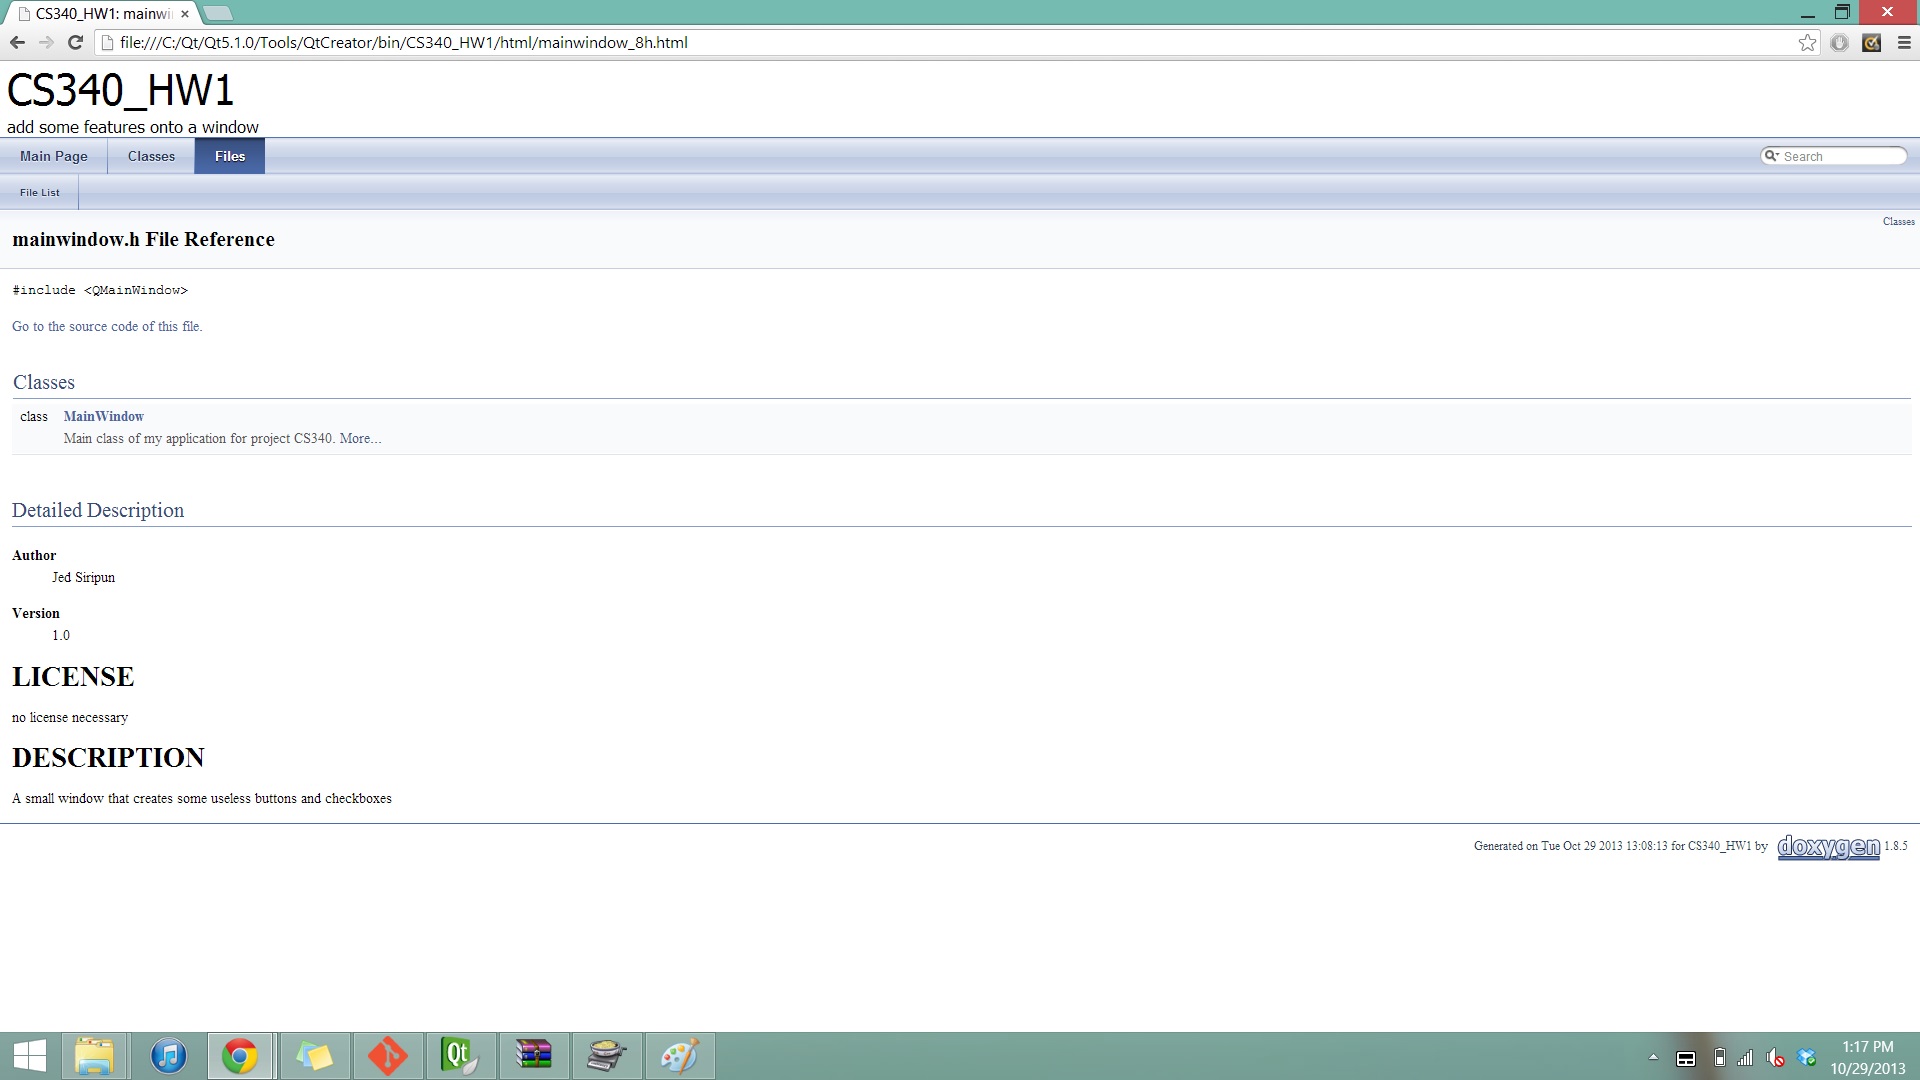 CS340_HW1: mainwi
file:///C:/Qt/Qt5.1.0/Tools/QtCreator/bin/CS340_HW1/html/mainwindow_8h.html
CS340_HW1
add some features onto a window
Main Page Classes Files Search
File List
Classes
mainwindow.h File Reference
#include <QMainWindow>
Go to the source code of this file.
Classes
class MainWindow
Main class of my application for project CS340. More...
Detailed Description
Author
Jed Siripun
Version
1.0
LICENSE
no license necessary
DESCRIPTION
A small window that creates some useless buttons and checkboxes
Generated on Tue Oct 29 2013 13:08:13 for CS340_HW1 by doxygen 1.8.5
Qt
1:17 PM
10/29/2013